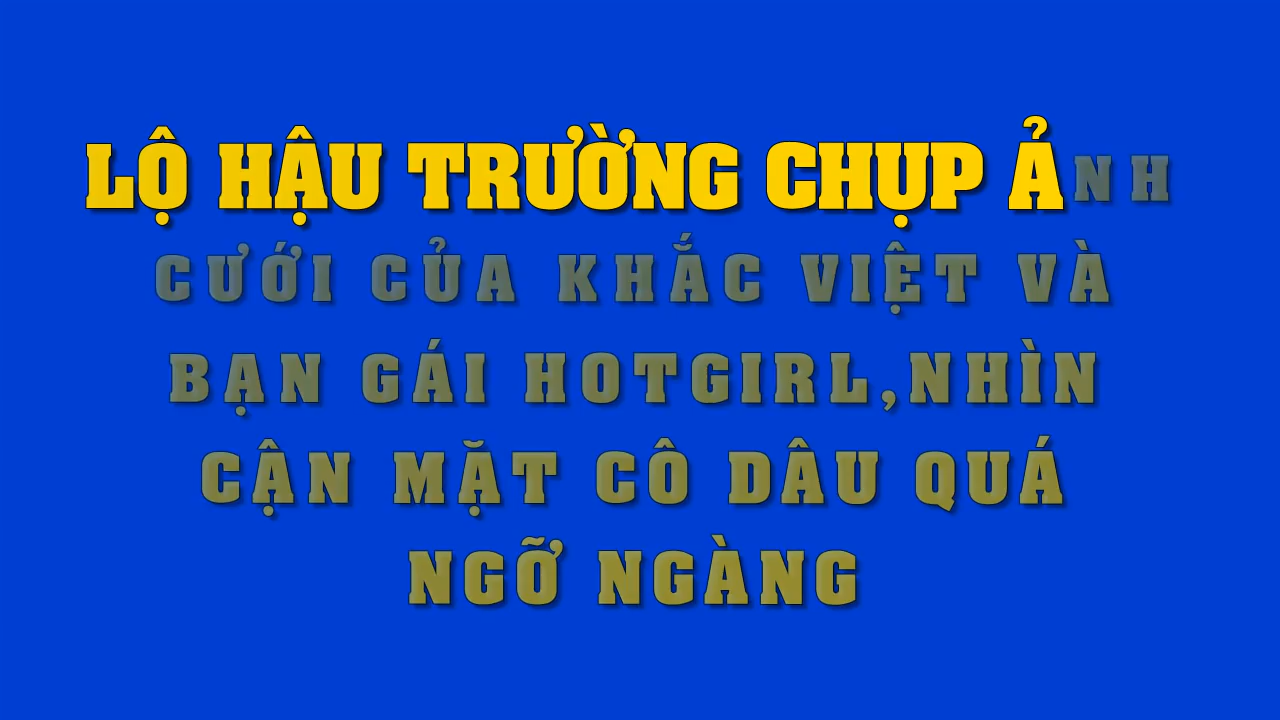 LỘ HẬU TRƯỜNG CHỤP ẢNH
CƯỚI CỦA KHẮC VIỆT VÀ
BẠN GÁI HOTGIRL,NHÌN
CẬN MẶT CÔ DÂU QUÁ
NGỠ NGÀNG